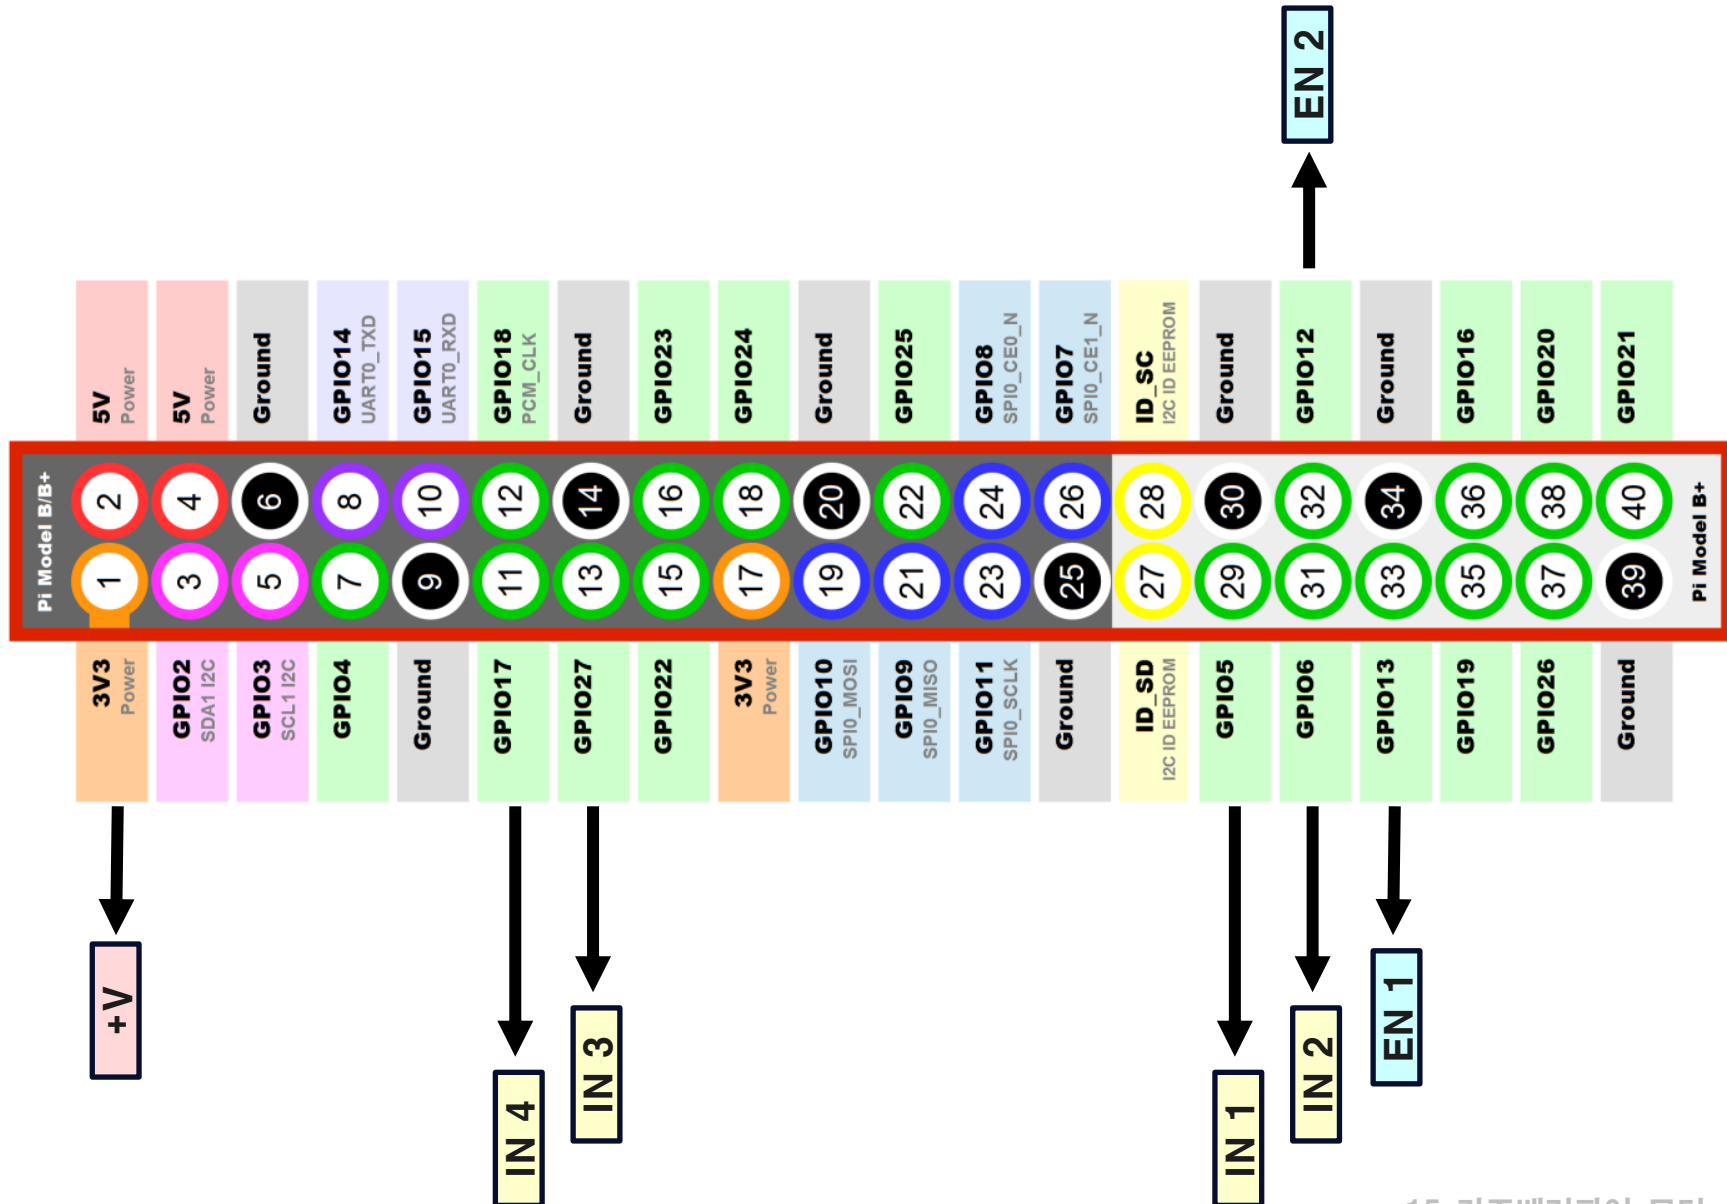 EN 2
5V
Power
5V
Power
Ground
GPIO14
UART0_TXD
GPIO15
UART0_RXD
GPIO18
PCM_CLK
Ground
GPIO23
GPIO24
Ground
GPIO25
GPIO8
SPI0_CE0_N
GPIO7
SPI0_CE1_N
ID_SC
I2C ID EEPROM
Ground
GPIO12
Ground
GPIO16
GPIO20
GPIO21
Pi Model B/B+
2
4
6
8
10
12
14
16
18
20
22
24
26
28
30
32
34
36
38
40
1
3
5
7
9
11
13
15
17
19
21
23
25
27
29
31
33
35
37
39
Pi Model B+
3V3
Power
GPIO2
SDA1 I2C
GPIO3
SCL1 I2C
GPIO4
Ground
GPIO17
GPIO27
GPIO22
3V3
Power
GPIO10
SPI0_MOSI
GPIO9
SPI0_MISO
GPIO11
SPI0_SCLK
Ground
ID_SD
I2C ID EEPROM
GPIO5
GPIO6
GPIO13
GPIO19
GPIO26
Ground
+V
IN 4
IN 3
IN 1
IN 2
EN 1